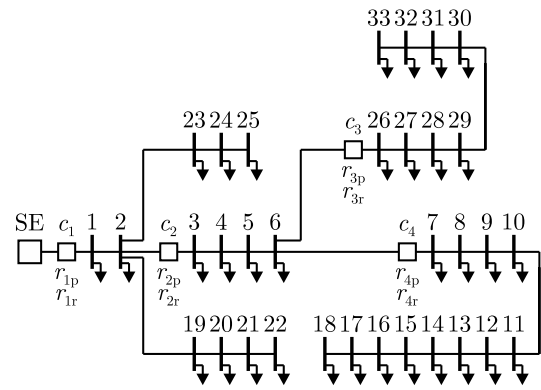 33 32 31 30
23 24 25
c3 26 27 28 29
r3p
r3r
SE c1 1 2 c2 3 4 5 6 c4 7 8 9 10
r1p r2p r4p
r1r r2r r4r
19 20 21 22 18 17 16 15 14 13 12 11